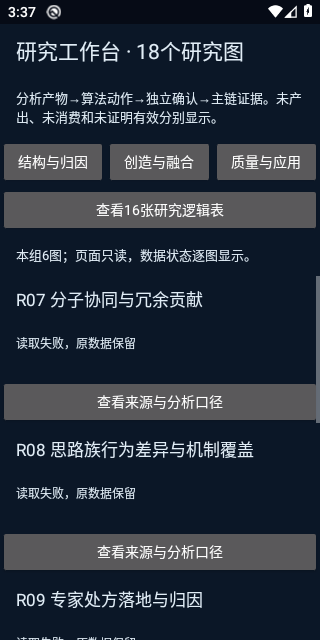 3:37
研究工作台 · 18个研究图
分析产物→算法动作→独立确认→主链证据。未产
出、未消费和未证明有效分别显示。
结构与归因 创造与融合 质量与应用
查看16张研究逻辑表
本组6图；页面只读，数据状态逐图显示。
R07 分子协同与冗余贡献
读取失败，原数据保留
查看来源与分析口径
R08 思路族行为差异与机制覆盖
读取失败，原数据保留
查看来源与分析口径
R09 专家处方落地与归因